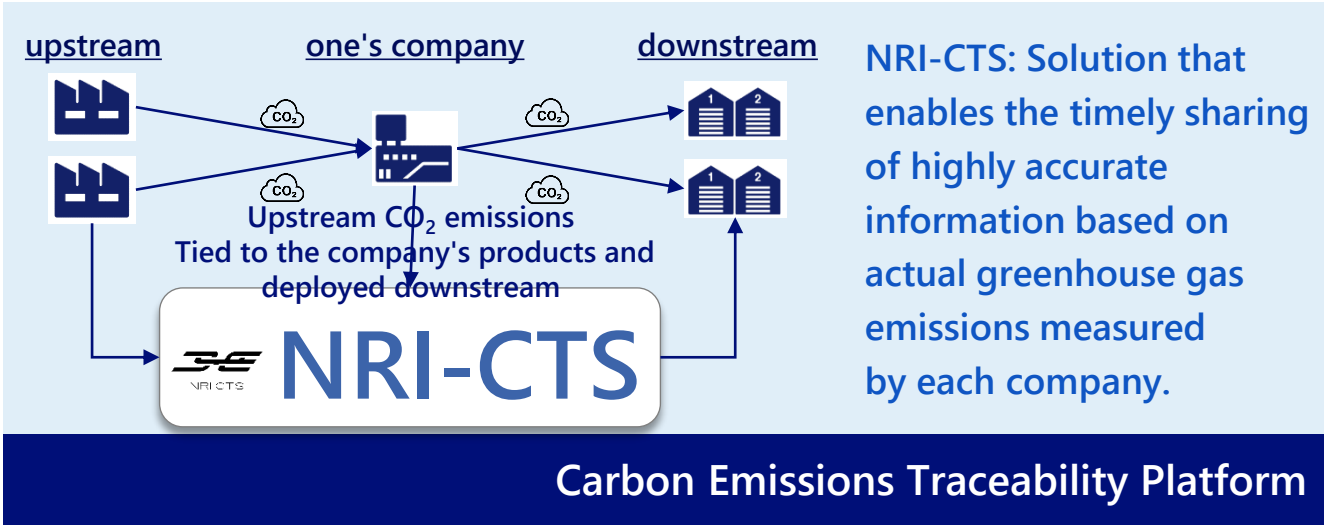 upstream
one's company
downstream
CO₂
CO₂
CO₂
CO₂
1 2
1 2
Upstream CO₂ emissions
Tied to the company's products and
deployed downstream
NRI CTS
NRI-CTS
NRI-CTS: Solution that
enables the timely sharing
of highly accurate
information based on
actual greenhouse gas
emissions measured
by each company.
Carbon Emissions Traceability Platform